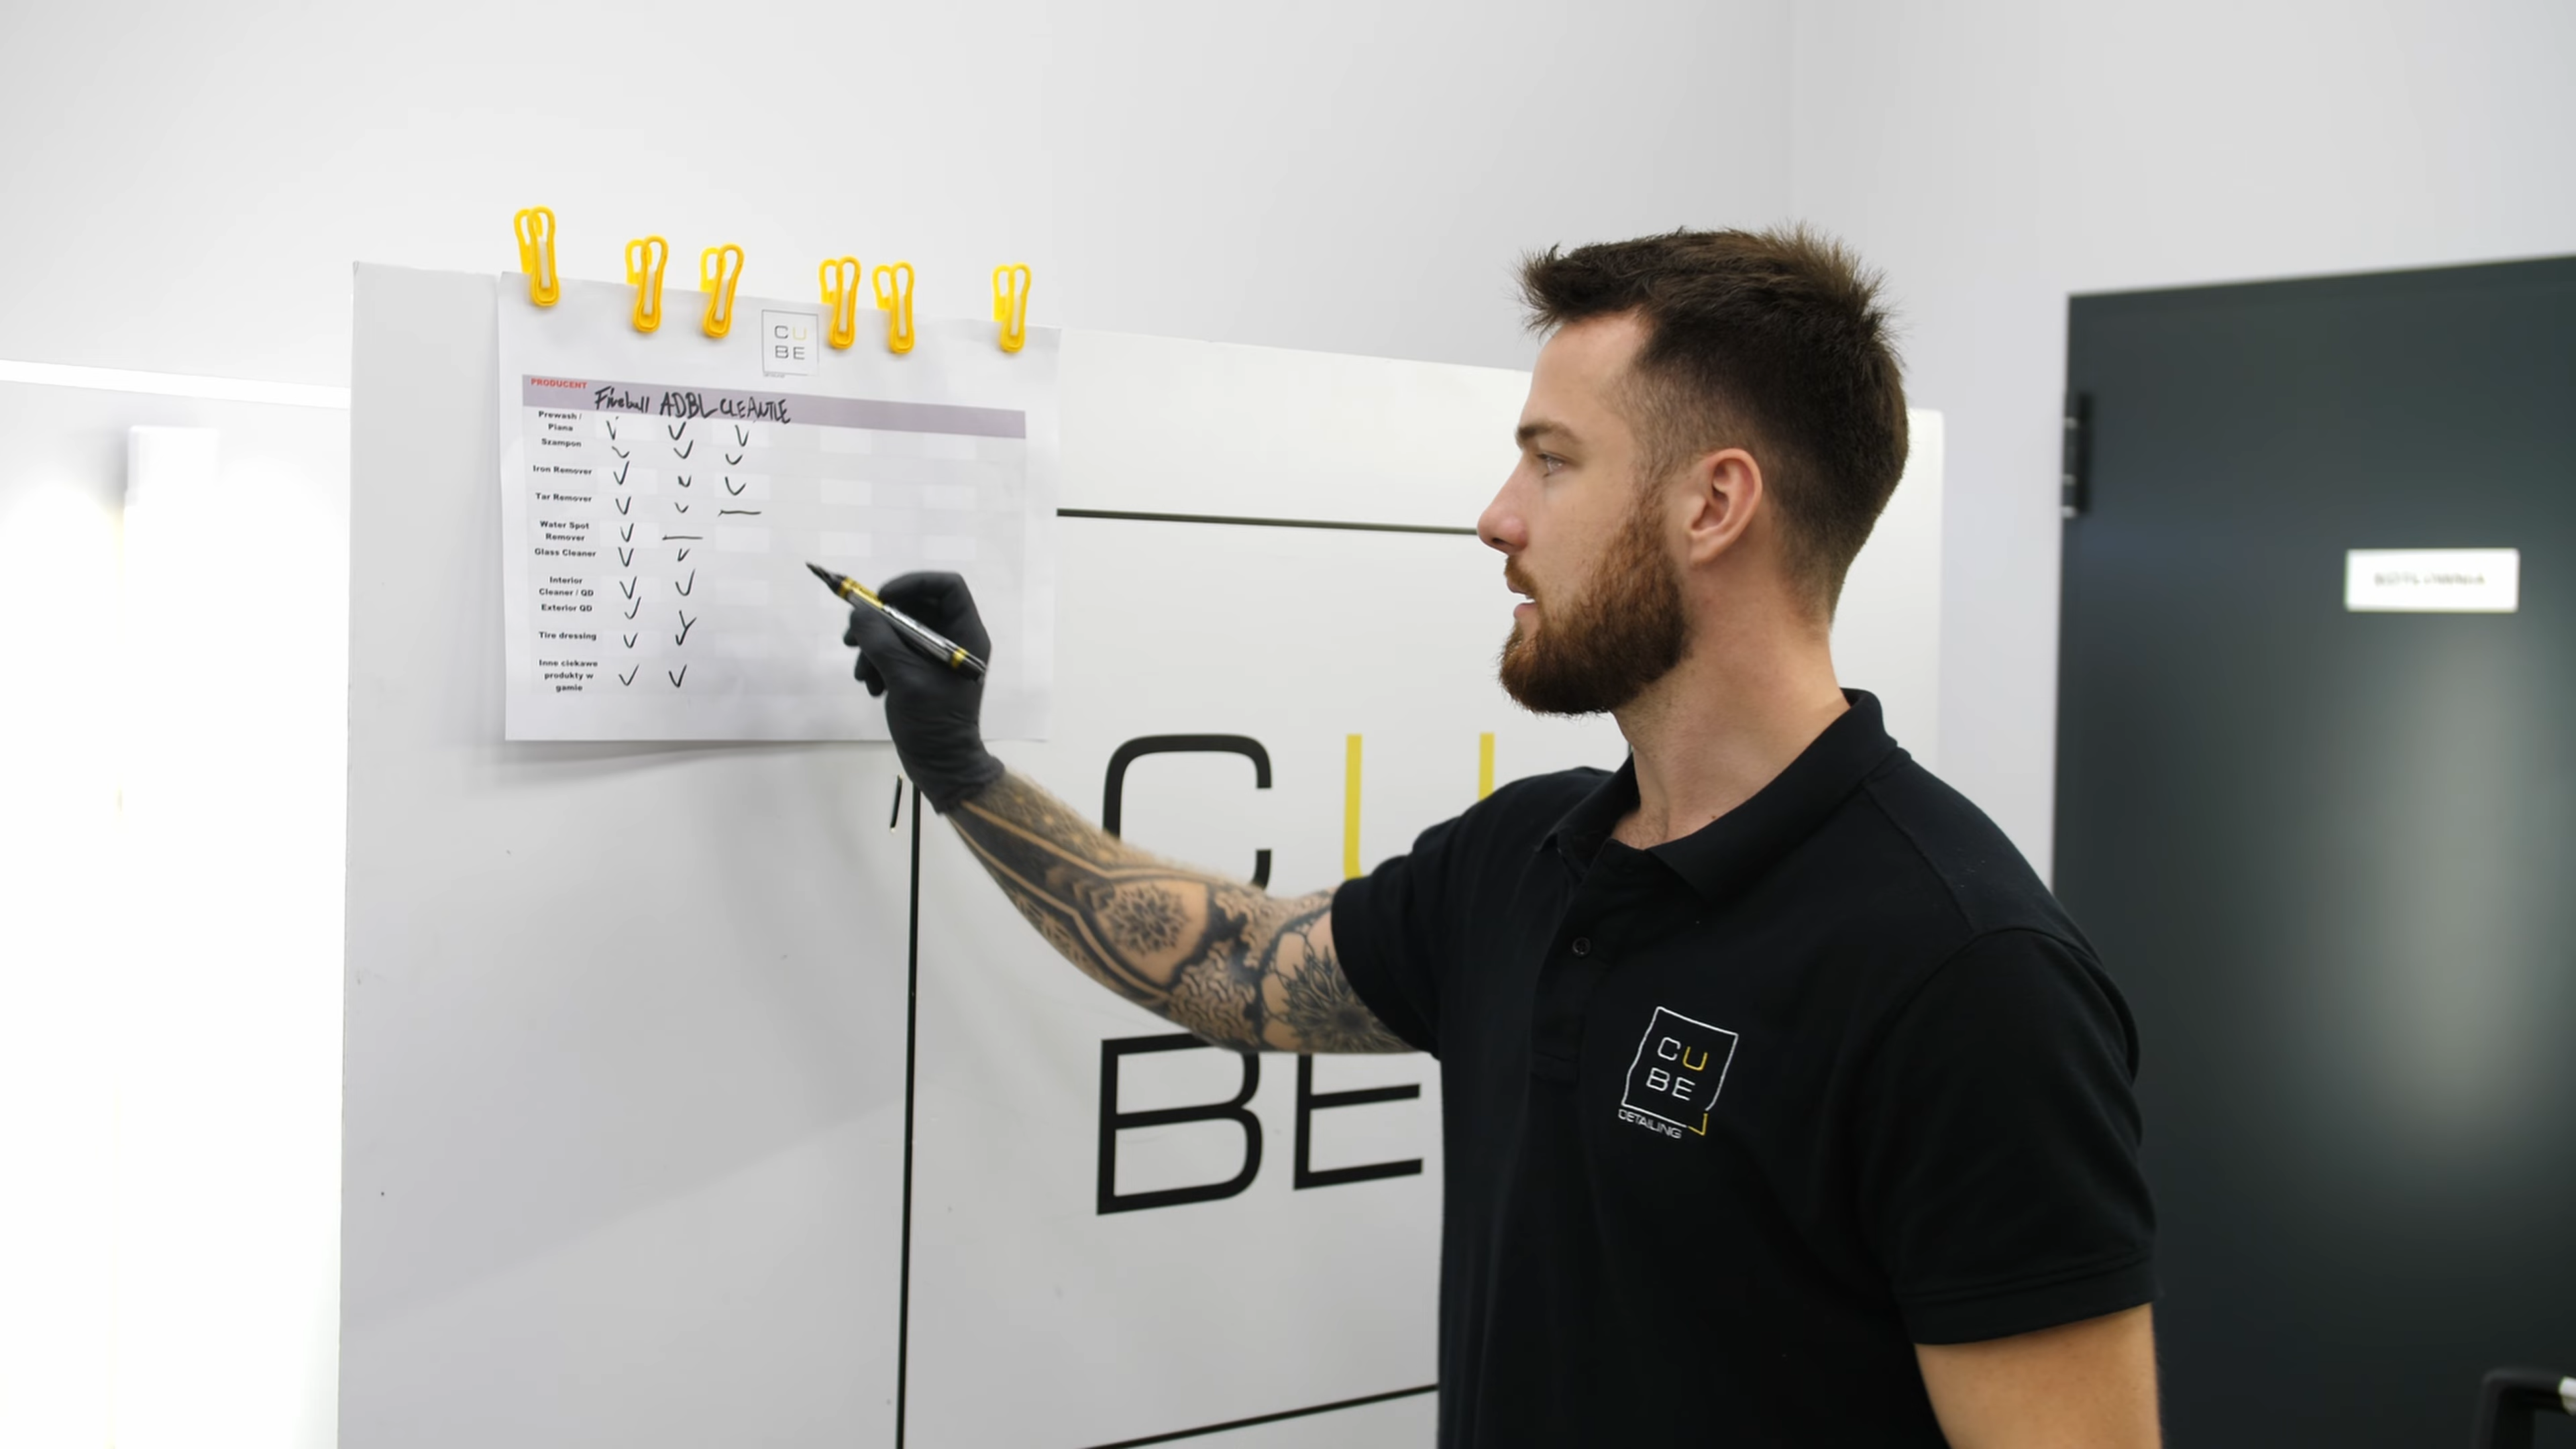 CU
BE
PRODUCENT Fireball ADBL CLEANTLE
Prewash /
Piana
Szampon
Iron Remover
Tar Remover
Water Spot
Remover
Glass Cleaner
Interior
Cleaner / QD
Exterior QD
Tire dressing
Inne ciekawe
produkty w
gamie
CU
BE
CU
BE
DETAILING